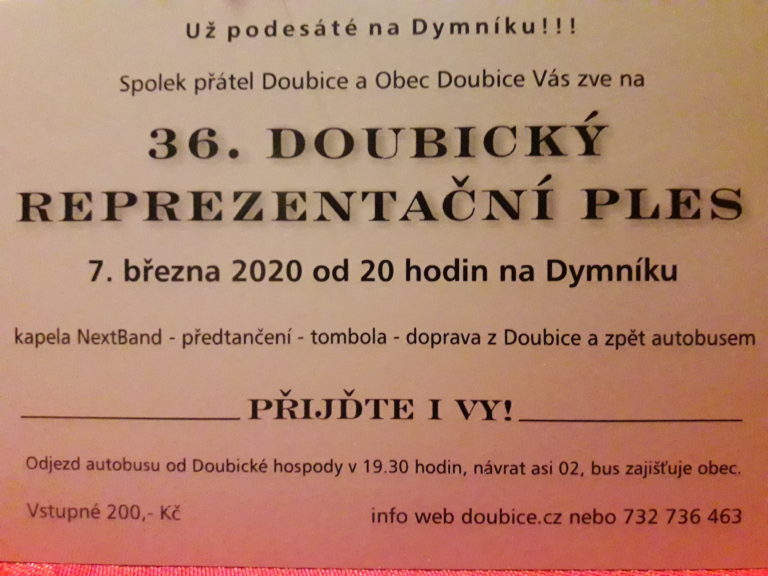 Už podesáté na Dymníku!!!
Spolek přátel Doubice a Obec Doubice Vás zve na
36. DOUBICKÝ
REPREZENTAČNÍ PLES
7. března 2020 od 20 hodin na Dymníku
kapela NextBand - předtančení - tombola - doprava z Doubice a zpět autobusem
PŘIJĎTE I VY!
Odjezd autobusu od Doubické hospody v 19.30 hodin, návrat asi 02, bus zajišťuje obec.
Vstupné 200,- Kč
info web doubice.cz nebo 732 736 463